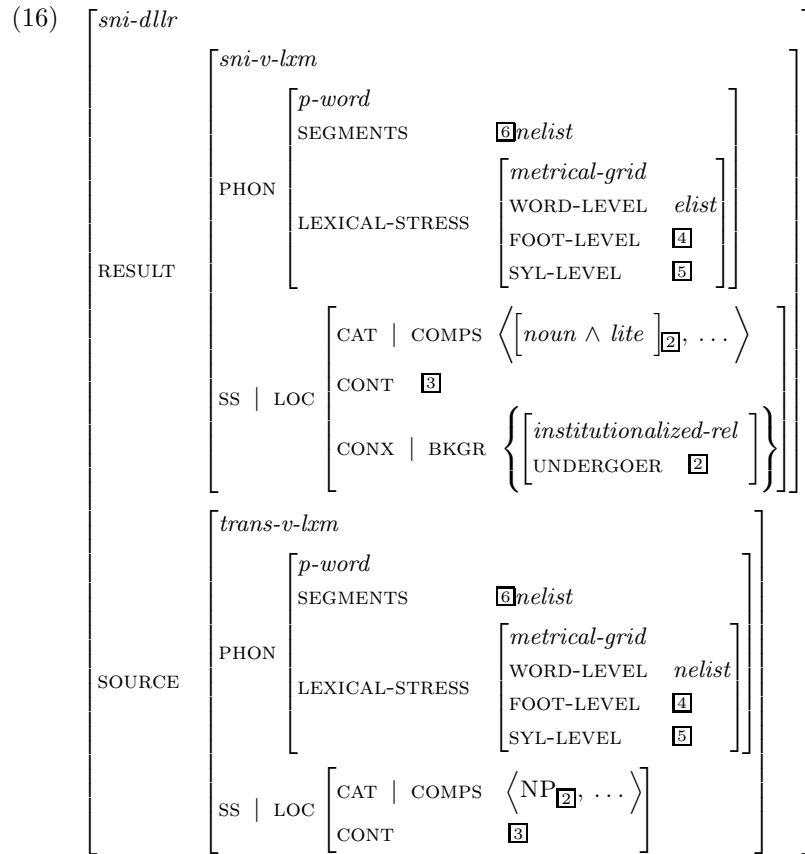 (16) sni-dllr
sni-v-lxm
p-word
SEGMENTS 6 nelist
metrical-grid
WORD-LEVEL elist
PHON
LEXICAL-STRESS
FOOT-LEVEL 4
SYL-LEVEL 5
RESULT
CAT | COMPS ⟨[noun ∧ lite]2, ...⟩
CONT 3
SS | LOC
institutionalized-rel
CONX | BKGR
UNDERGOER 2
trans-v-lxm
p-word
SEGMENTS 6 nelist
metrical-grid
PHON
WORD-LEVEL nelist
SOURCE
LEXICAL-STRESS
FOOT-LEVEL 4
SYL-LEVEL 5
CAT | COMPS ⟨NP2, ...⟩
SS | LOC
CONT 3